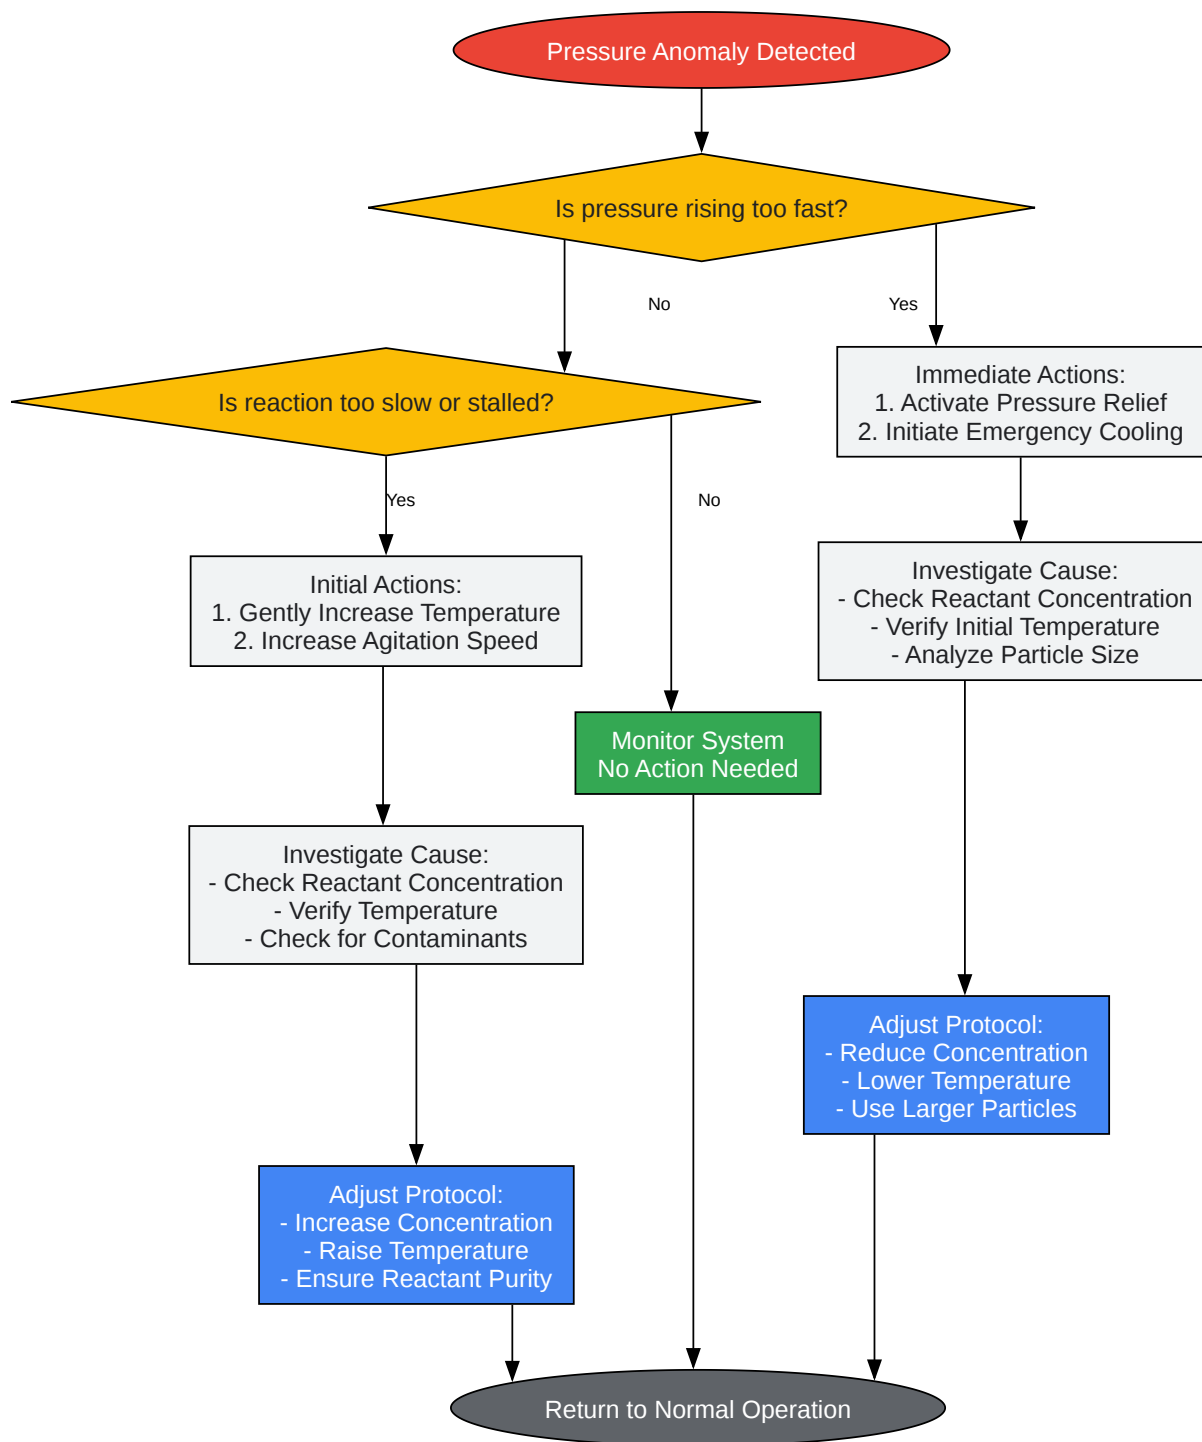 Pressure Anomaly Detected
Is pressure rising too fast?
No
Yes
Is reaction too slow or stalled?
Immediate Actions:
1. Activate Pressure Relief
2. Initiate Emergency Cooling
Yes
No
Initial Actions:
1. Gently Increase Temperature
2. Increase Agitation Speed
Investigate Cause:
- Check Reactant Concentration
- Verify Initial Temperature
- Analyze Particle Size
Monitor System
No Action Needed
Investigate Cause:
- Check Reactant Concentration
- Verify Temperature
- Check for Contaminants
Adjust Protocol:
- Reduce Concentration
- Lower Temperature
- Use Larger Particles
Adjust Protocol:
- Increase Concentration
- Raise Temperature
- Ensure Reactant Purity
Return to Normal Operation